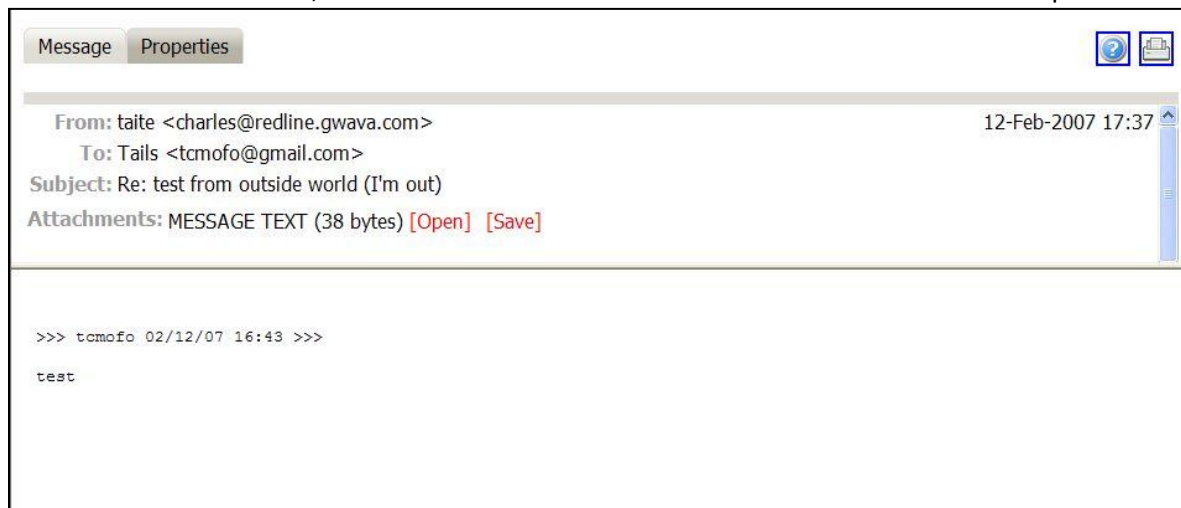 Message Properties
From: taite <charles@redline.gwava.com> 12-Feb-2007 17:37
To: Tails <tcmofo@gmail.com>
Subject: Re: test from outside world (I'm out)
Attachments: MESSAGE TEXT (38 bytes) [Open] [Save]
>>> tcmofo 02/12/07 16:43 >>>
test